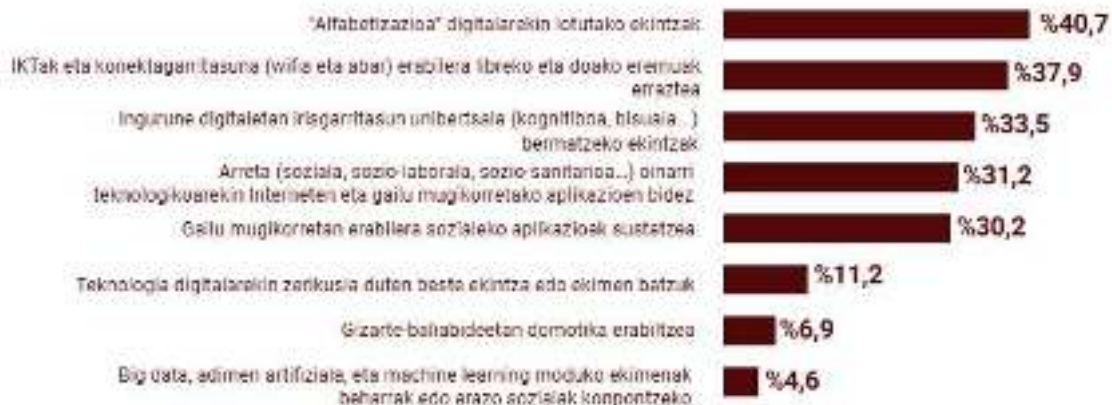 "Alfabetizazioa" digitalarekin lotutako ekintzak
%40,7
IKTak eta konektagarritasuna (wifia eta abar) erabilera libreko eta doako eremuak
erraztea
%37,9
Ingurune digitaletan irisgarritasun unibertsala (kognitiboa, bisuala...)
bermatzeko ekintzak
%33,5
Arreta (soziala, sozio-laborala, sozio-sanitarioa...) oinarri
teknologikoarekin Interneten eta gailu mugikorretako aplikazioen bidez
%31,2
Gailu mugikorretan erabilera sozialeko aplikazioak sustatzea
%30,2
Teknologia digitalarekin zerikusia duten beste ekintza edo ekimen batzuk
%11,2
Gizarte-baliabideetan domotika erabiltzea
%6,9
Big data, adimen artifiziala, eta machine learning moduko ekimenak
beharrak edo arazo sozialak konpontzeko
%4,6